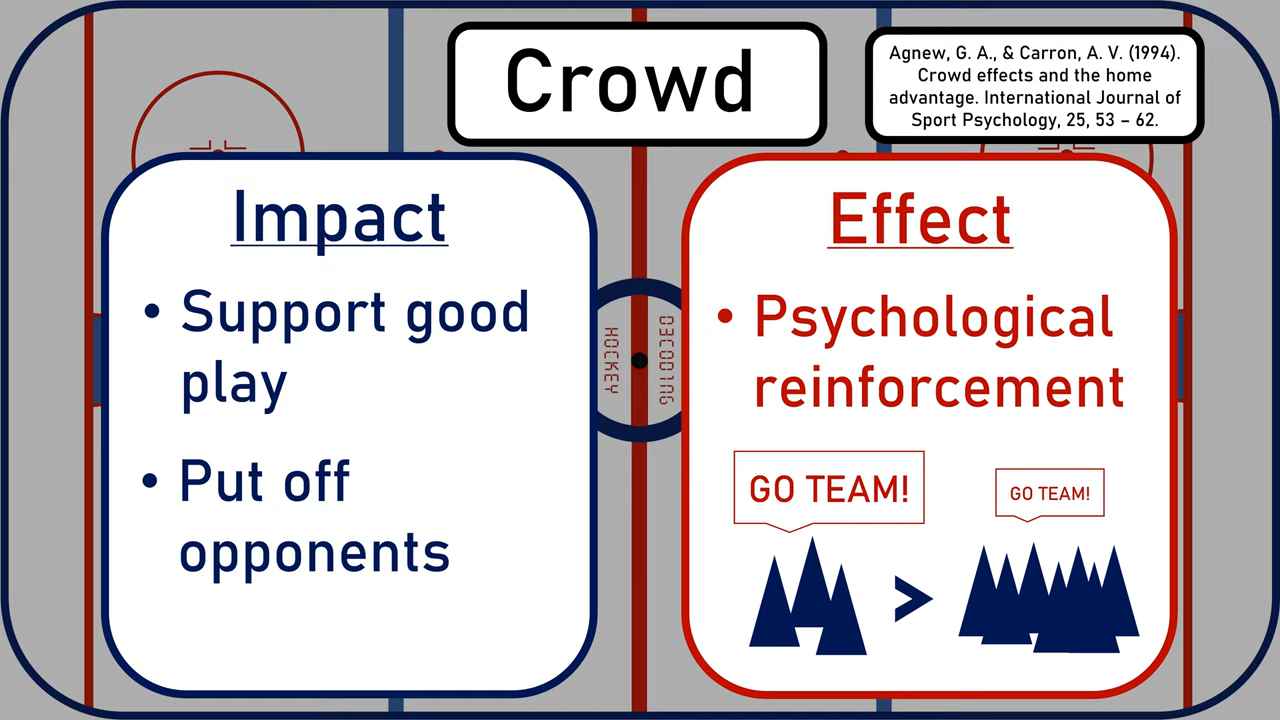 Crowd
Agnew, G. A., & Carron, A. V. (1994).
Crowd effects and the home
advantage. International Journal of
Sport Psychology, 25, 53 – 62.
Impact
• Support good
play
• Put off
opponents
HOCKEY
DECODED
Effect
• Psychological
reinforcement
GO TEAM!
GO TEAM!
>